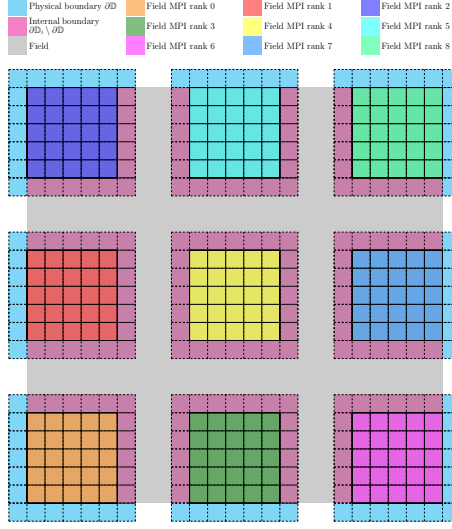 Physical boundary ∂𝔻
Field MPI rank 0
Field MPI rank 1
Field MPI rank 2
Internal boundary
∂𝔻ᵢ \ ∂𝔻
Field MPI rank 3
Field MPI rank 4
Field MPI rank 5
Field
Field MPI rank 6
Field MPI rank 7
Field MPI rank 8